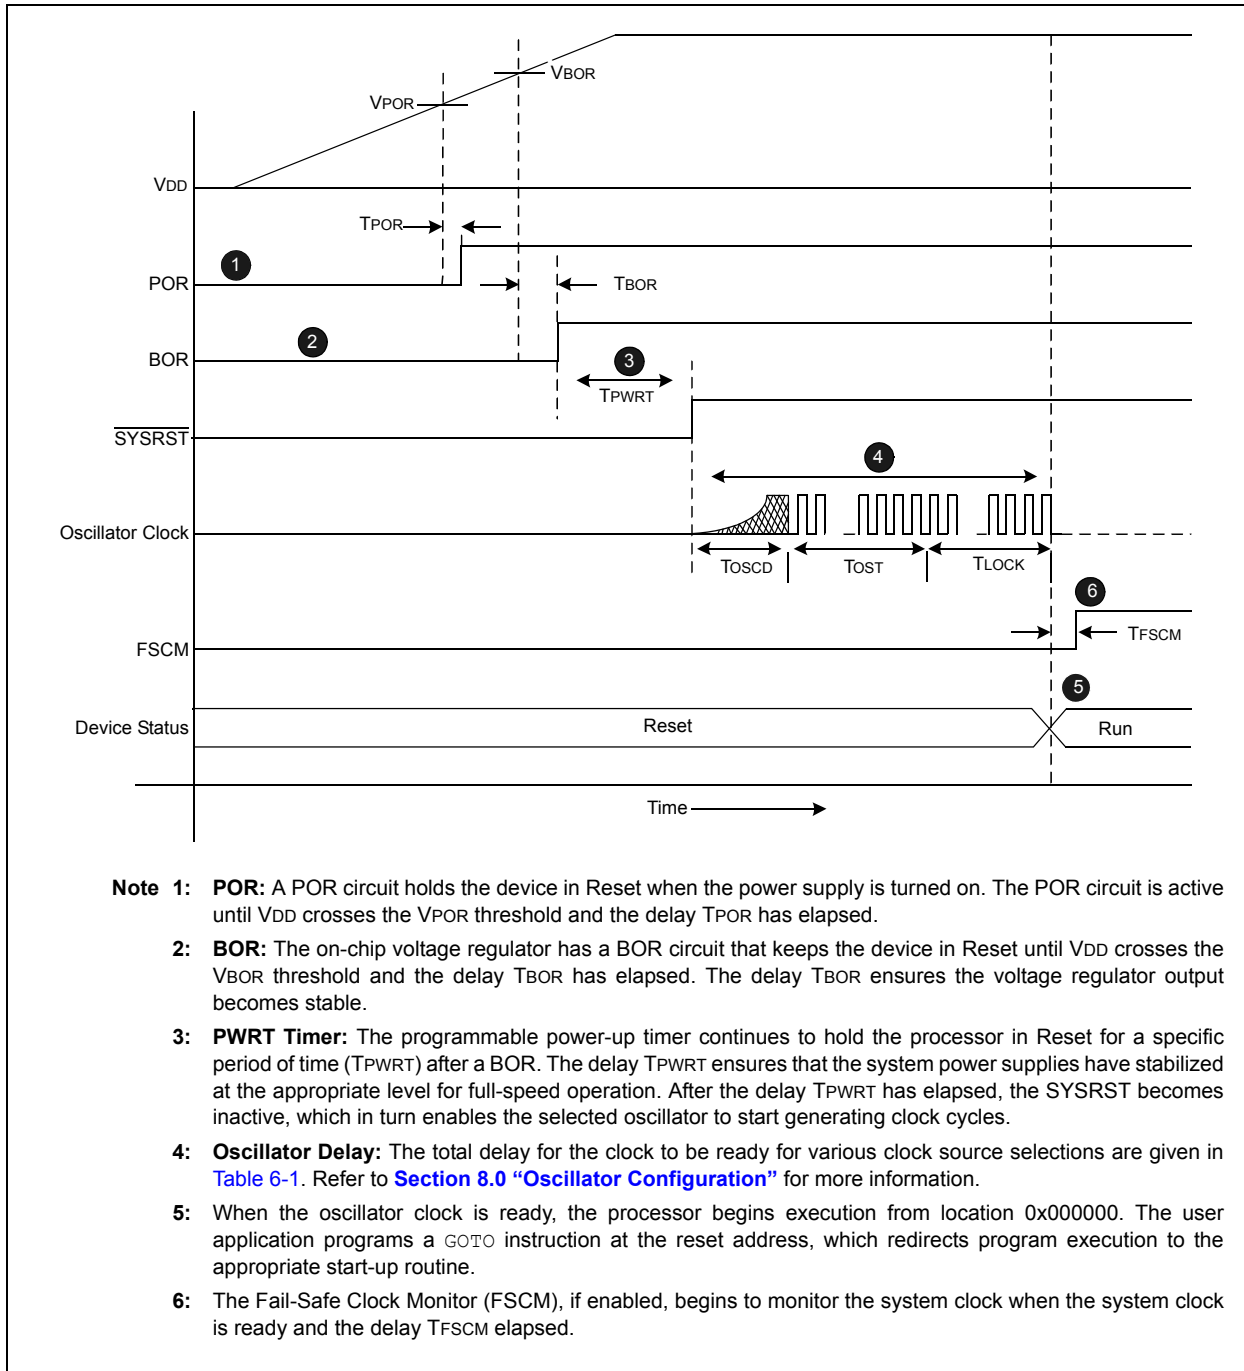 VBOR
VPOR
VDD
TPOR
1
POR
TBOR
2
BOR
3
TPWRT
SYSRST
4
Oscillator Clock
TOSCD
TOST
TLOCK
6
FSCM
TFSCM
5
Device Status
Reset
Run
Time
Note 1: POR: A POR circuit holds the device in Reset when the power supply is turned on. The POR circuit is active
until VDD crosses the VPOR threshold and the delay TPOR has elapsed.
2: BOR: The on-chip voltage regulator has a BOR circuit that keeps the device in Reset until VDD crosses the
VBOR threshold and the delay TBOR has elapsed. The delay TBOR ensures the voltage regulator output
becomes stable.
3: PWRT Timer: The programmable power-up timer continues to hold the processor in Reset for a specific
period of time (TPWRT) after a BOR. The delay TPWRT ensures that the system power supplies have stabilized
at the appropriate level for full-speed operation. After the delay TPWRT has elapsed, the SYSRST becomes
inactive, which in turn enables the selected oscillator to start generating clock cycles.
4: Oscillator Delay: The total delay for the clock to be ready for various clock source selections are given in
Table 6-1. Refer to Section 8.0 “Oscillator Configuration” for more information.
5: When the oscillator clock is ready, the processor begins execution from location 0x000000. The user
application programs a GOTO instruction at the reset address, which redirects program execution to the
appropriate start-up routine.
6: The Fail-Safe Clock Monitor (FSCM), if enabled, begins to monitor the system clock when the system clock
is ready and the delay TFSCM elapsed.